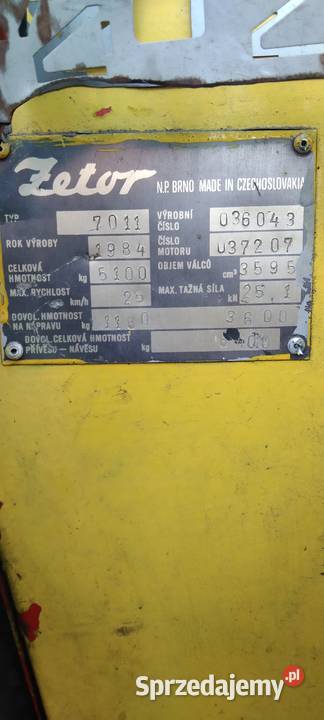 Zetor N.P. BRNO MADE IN CZECHOSLOVAKIA
TYP 7011 VÝROBNÍ ČÍSLO 036043
ROK VÝROBY 1984 ČÍSLO MOTORU 037207
CELKOVÁ HMOTNOST kg 5100 OBJEM VÁLCŮ cm³ 3595
MAX. RYCHLOST km/h 25 MAX. TAŽNÁ SÍLA kN 25,1
DOVOL. HMOTNOST NA NÁPRAVU kg 3600
DOVOL. CELKOVÁ HMOTNOST PŘÍVĚSU – NÁVĚSU kg
Sprzedajemy.pl